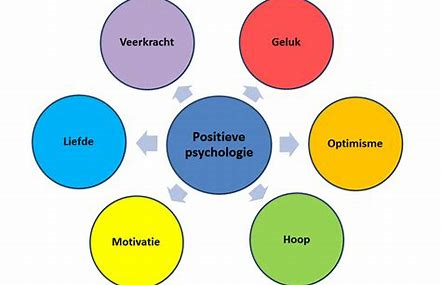 Veerkracht
Geluk
Liefde
Positieve
psychologie
Optimisme
Motivatie
Hoop